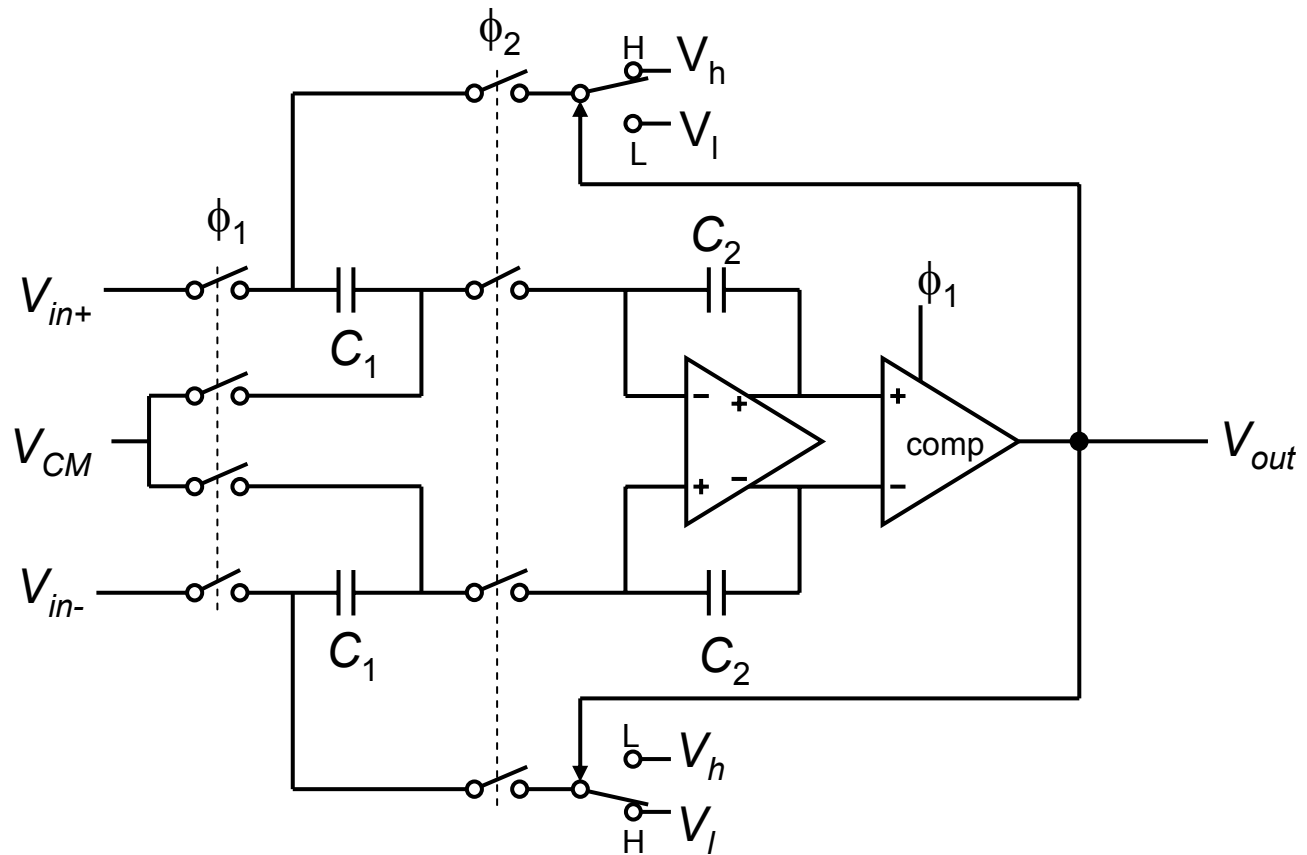 ϕ2
H Vh
L Vl
ϕ1
C2
Vin+
C1
ϕ1
− + +
VCM
comp
Vout
+ − −
Vin-
C1
C2
L Vh
H Vl